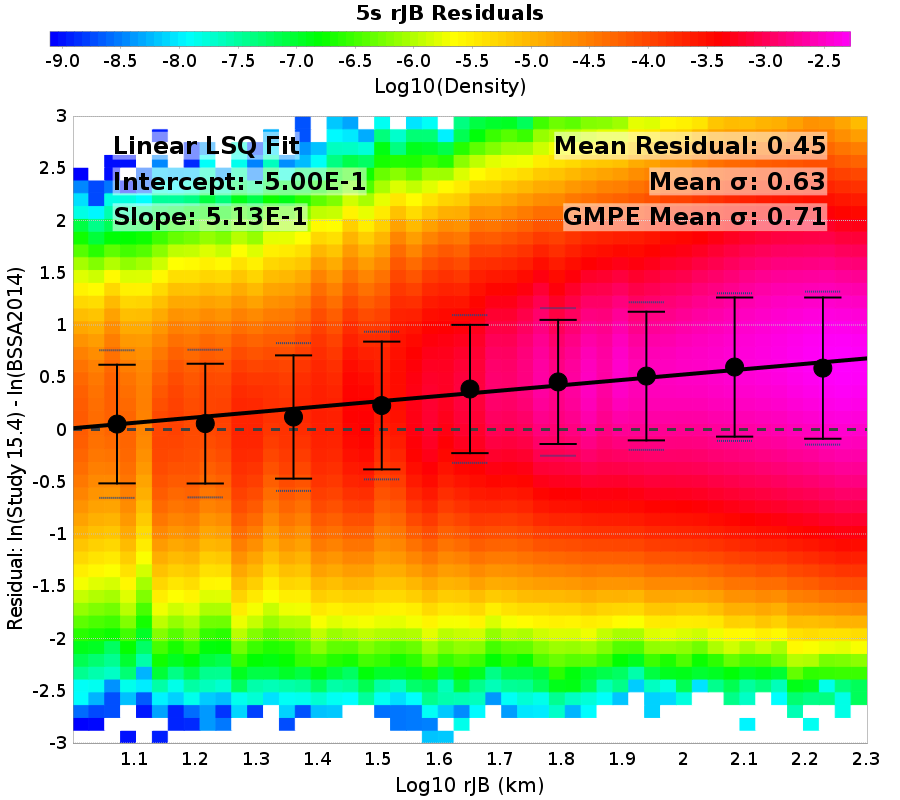 5s rJB Residuals
-9.0 -8.5 -8.0 -7.5 -7.0 -6.5 -6.0 -5.5 -5.0 -4.5 -4.0 -3.5 -3.0 -2.5
Log10(Density)
Linear LSQ Fit
Intercept: -5.00E-1
Slope: 5.13E-1
Mean Residual: 0.45
Mean σ: 0.63
GMPE Mean σ: 0.71
Residual: ln(Study 15.4) - ln(BSSA2014)
3
2.5
2
1.5
1
0.5
0
-0.5
-1
-1.5
-2
-2.5
-3
1.1 1.2 1.3 1.4 1.5 1.6 1.7 1.8 1.9 2 2.1 2.2 2.3
Log10 rJB (km)